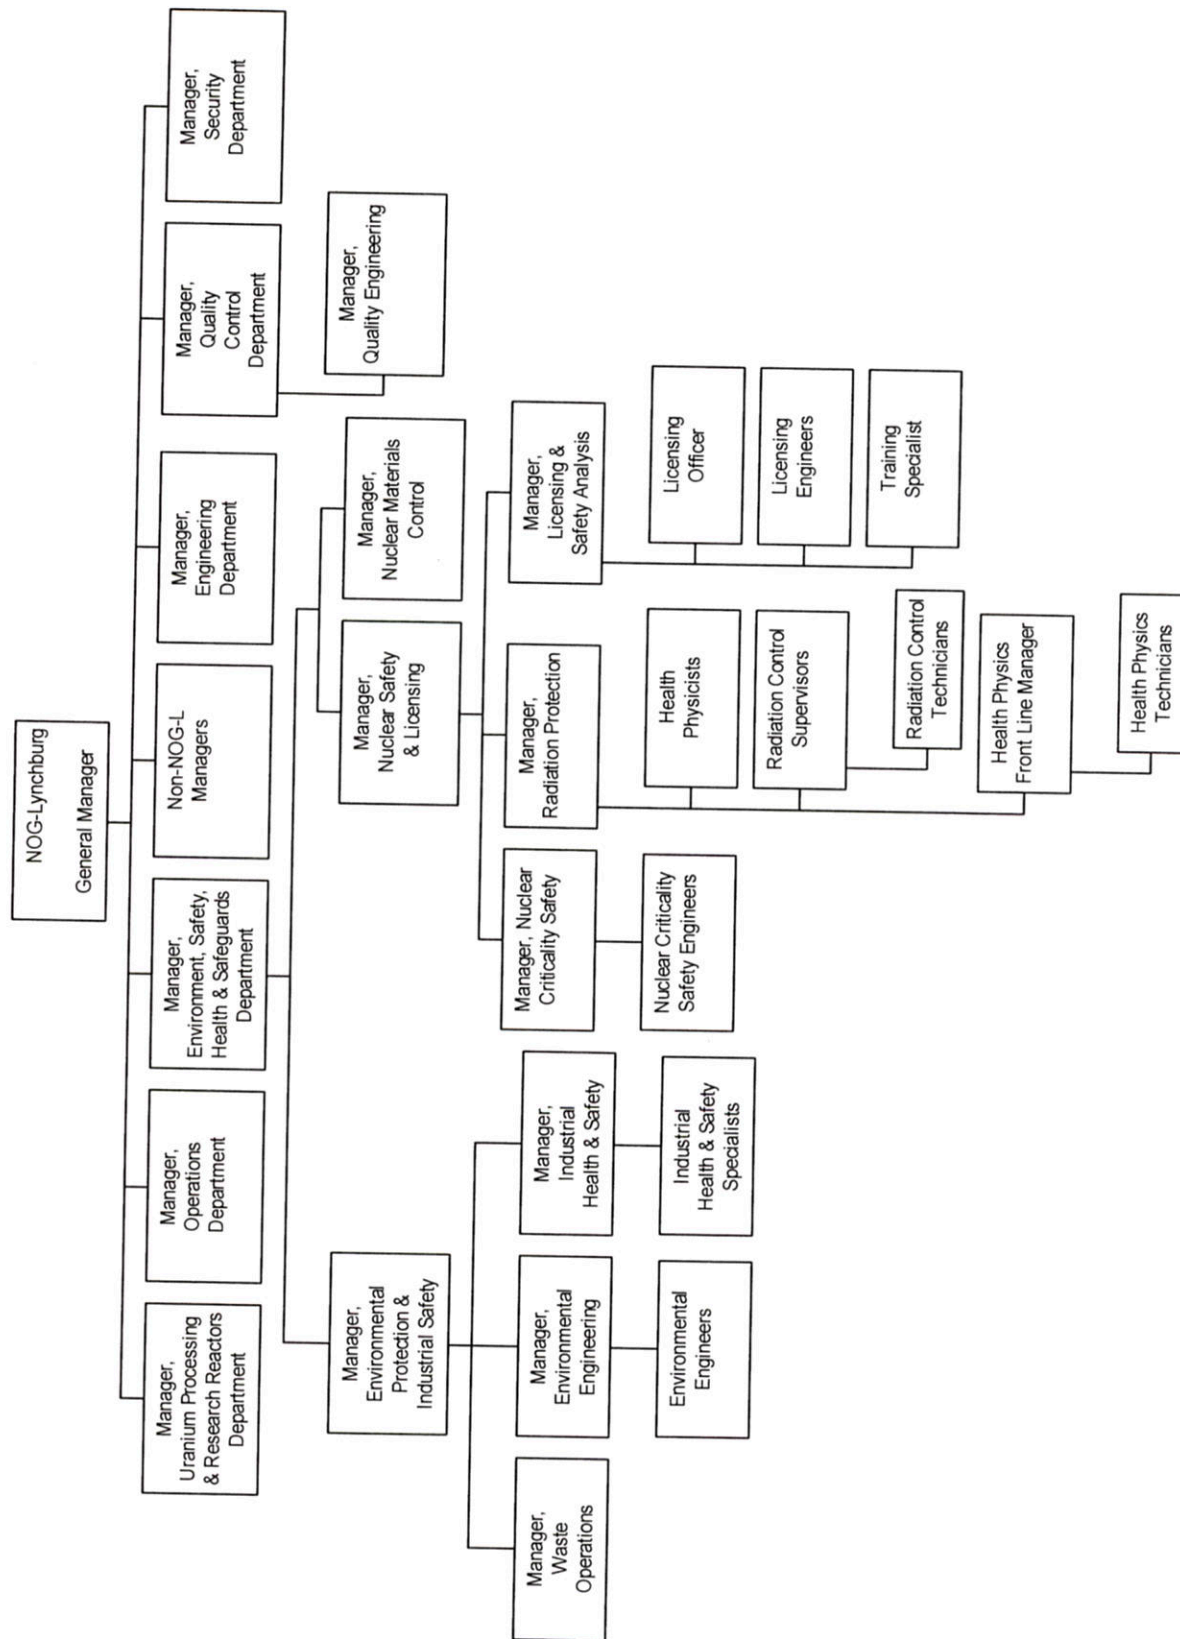 NOG-Lynchburg
General Manager
Manager,
Uranium Processing
& Research Reactors
Department
Manager,
Operations
Department
Manager,
Environment, Safety,
Health & Safeguards
Department
Non-NOG-L
Managers
Manager,
Engineering
Department
Manager,
Quality
Control
Department
Manager,
Security
Department
Manager,
Environmental
Protection &
Industrial Safety
Manager,
Nuclear Safety
& Licensing
Manager,
Nuclear Materials
Control
Manager,
Quality Engineering
Manager,
Waste
Operations
Manager,
Environmental
Engineering
Manager,
Industrial
Health & Safety
Manager, Nuclear
Criticality Safety
Manager,
Radiation Protection
Manager,
Licensing &
Safety Analysis
Environmental
Engineers
Industrial
Health & Safety
Specialists
Nuclear Criticality
Safety Engineers
Health
Physicists
Licensing
Officer
Radiation Control
Supervisors
Licensing
Engineers
Radiation Control
Technicians
Training
Specialist
Health Physics
Front Line Manager
Health Physics
Technicians